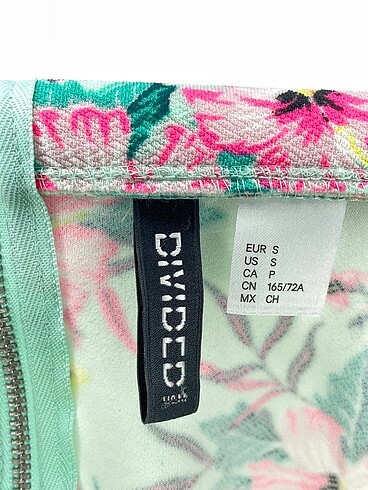 DIVIDED
EUR S
US S
CA P
CN 165/72A
MX CH